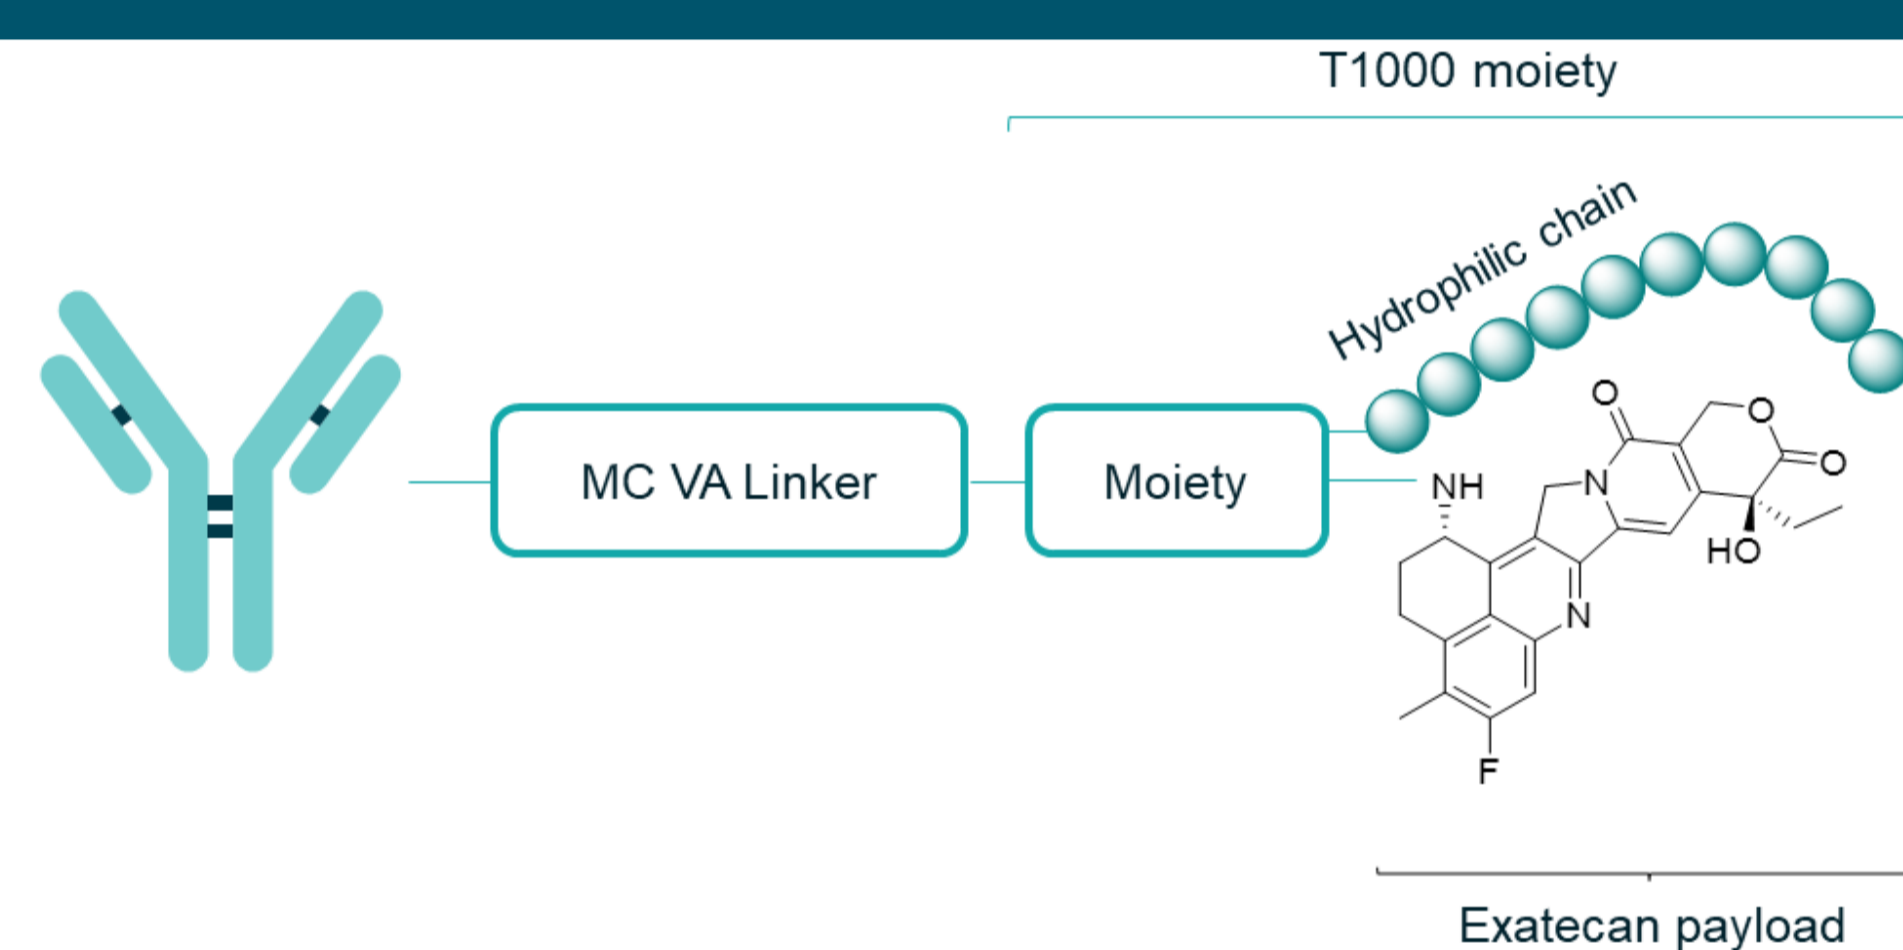 T1000 moiety
Hydrophilic chain
MC VA Linker
Moiety
O
O
O
NH
N
HO
N
F
Exatecan payload